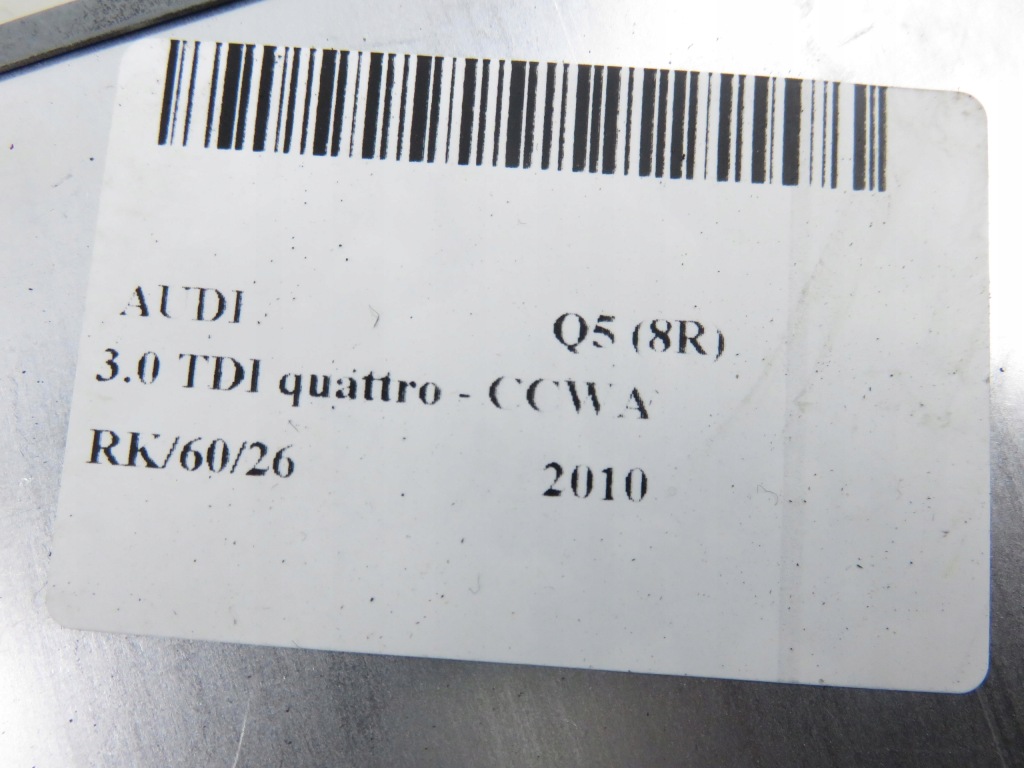 AUDI Q5 (8R)
3.0 TDI quattro - CCWA
RK/60/26 2010